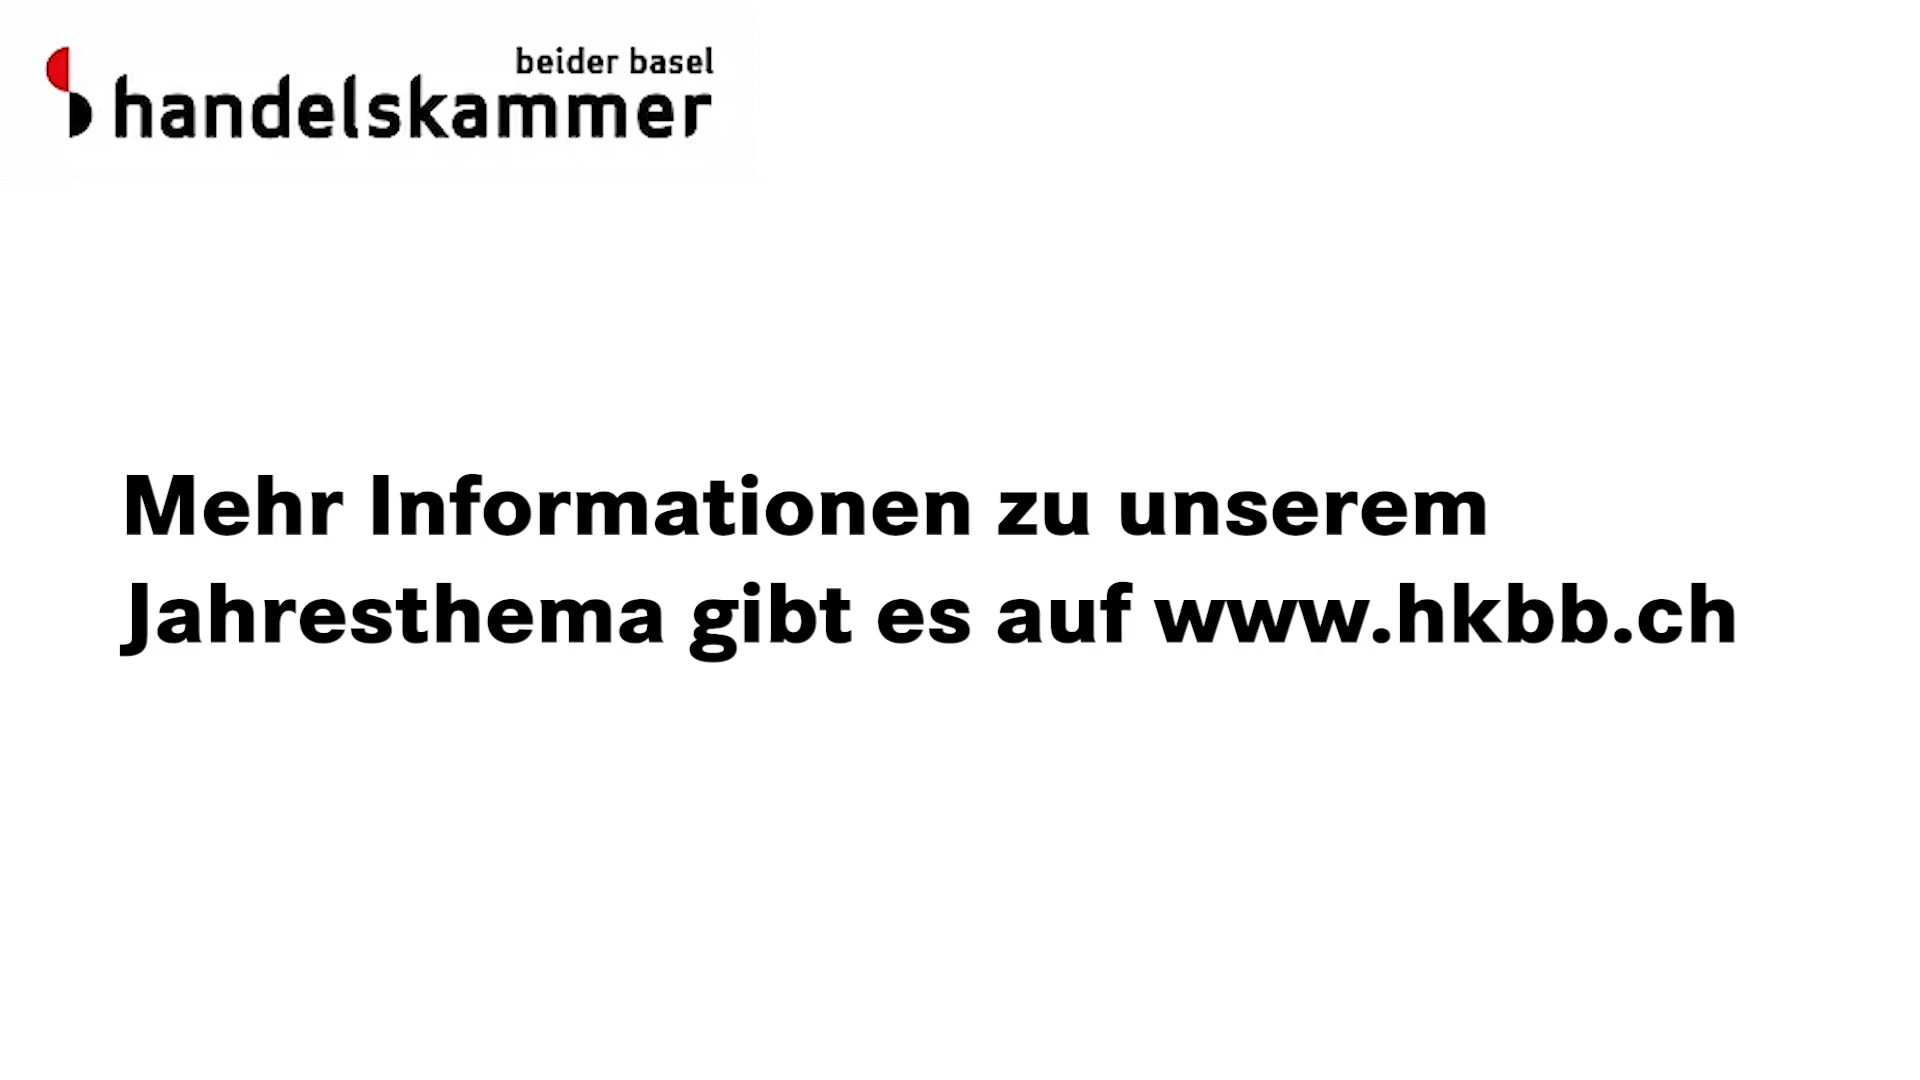 beider basel
handelskammer
Mehr Informationen zu unserem
Jahresthema gibt es auf www.hkbb.ch